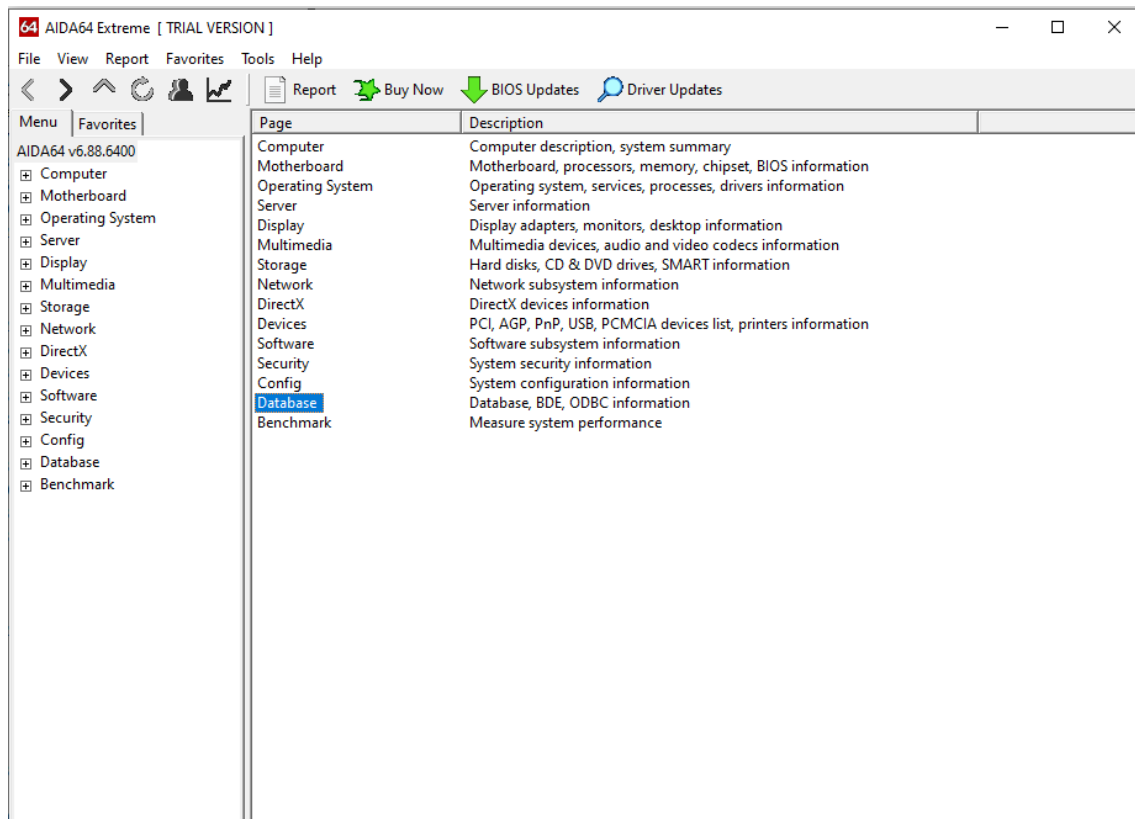 64 AIDA64 Extreme [ TRIAL VERSION ]
File View Report Favorites Tools Help
Report Buy Now BIOS Updates Driver Updates
Menu Favorites
AIDA64 v6.88.6400
Computer
Motherboard
Operating System
Server
Display
Multimedia
Storage
Network
DirectX
Devices
Software
Security
Config
Database
Benchmark
Page Description
Computer Computer description, system summary
Motherboard Motherboard, processors, memory, chipset, BIOS information
Operating System Operating system, services, processes, drivers information
Server Server information
Display Display adapters, monitors, desktop information
Multimedia Multimedia devices, audio and video codecs information
Storage Hard disks, CD & DVD drives, SMART information
Network Network subsystem information
DirectX DirectX devices information
Devices PCI, AGP, PnP, USB, PCMCIA devices list, printers information
Software Software subsystem information
Security System security information
Config System configuration information
Database Database, BDE, ODBC information
Benchmark Measure system performance